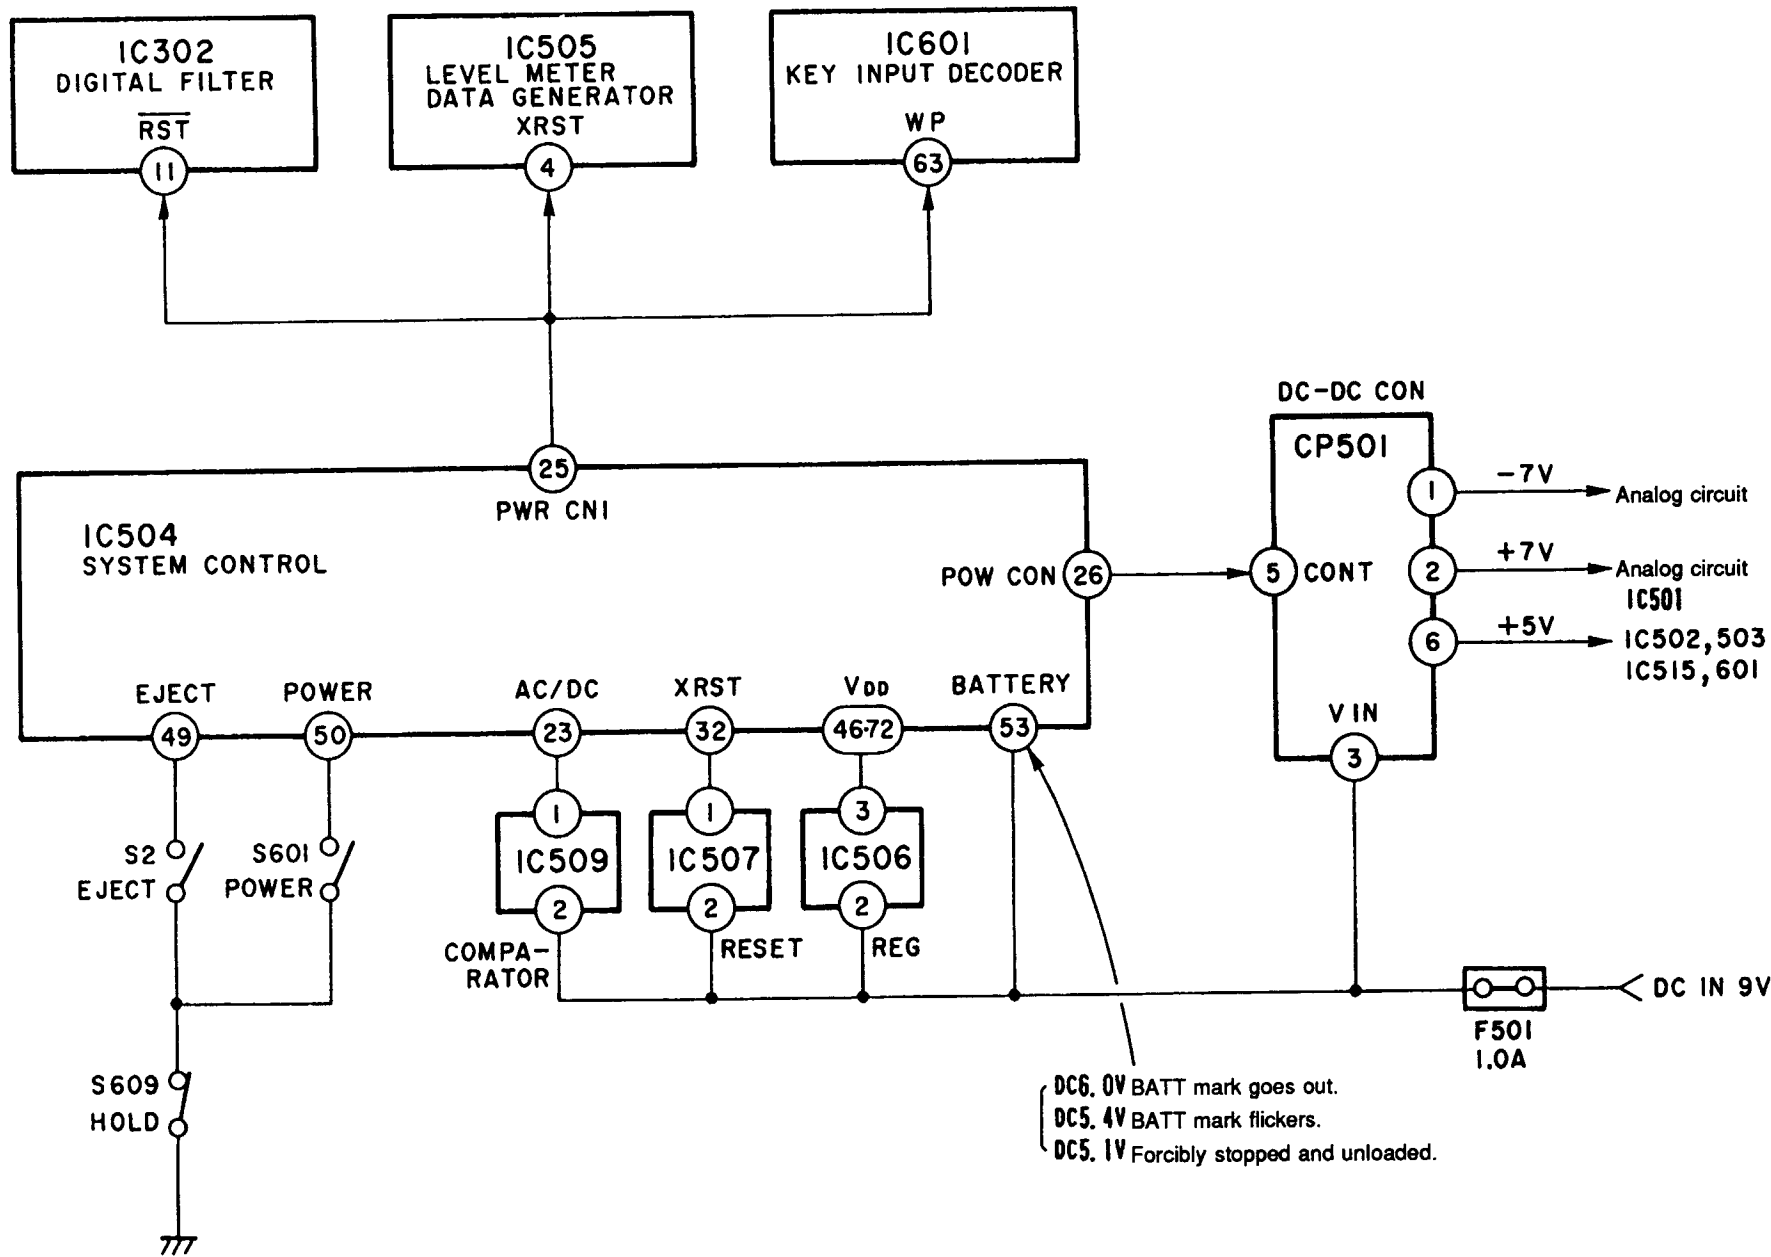 IC302
DIGITAL FILTER
RST
11
IC505
LEVEL METER
DATA GENERATOR
XRST
4
IC601
KEY INPUT DECODER
WP
63
25
PWR CNI
IC504
SYSTEM CONTROL
POW CON 26
EJECT
49
POWER
50
AC/DC
23
XRST
32
VDD
46·72
BATTERY
53
DC-DC CON
CP501
1
-7V
Analog circuit
5 CONT
2
+7V
Analog circuit
IC501
6
+5V
IC502,503
IC515,601
VIN
3
S2
EJECT
S601
POWER
1
IC509
2
COMPA-
RATOR
1
IC507
2
RESET
3
IC506
2
REG
S609
HOLD
F501
1.0A
DC IN 9V
DC6.0V BATT mark goes out.
DC5.4V BATT mark flickers.
DC5.1V Forcibly stopped and unloaded.